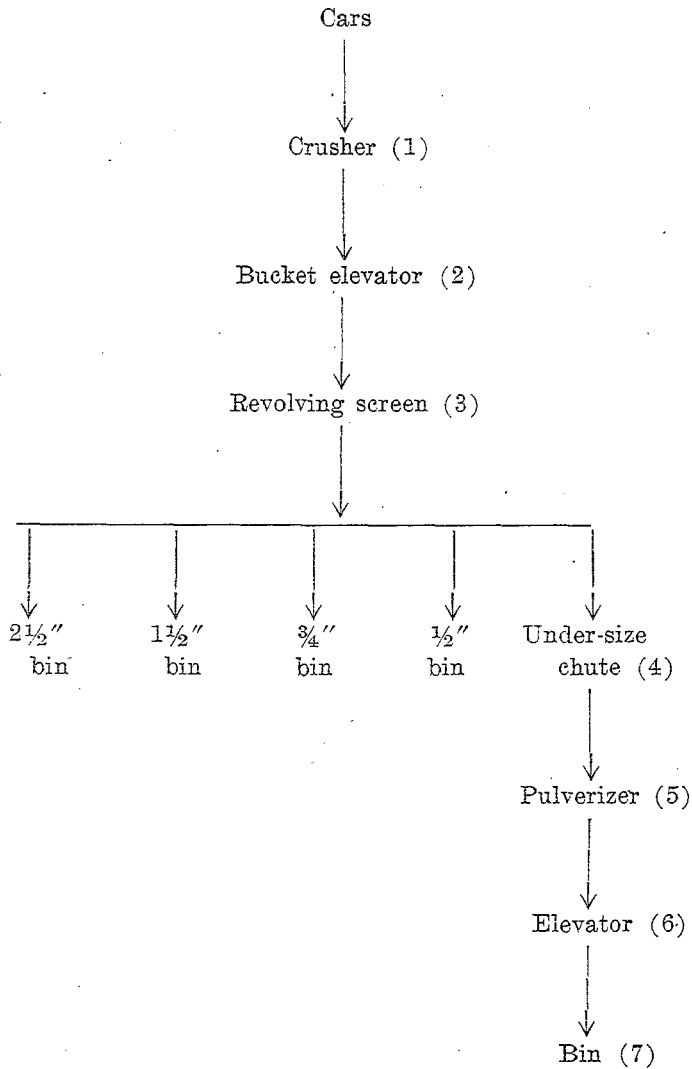 Cars
Crusher (1)
Bucket elevator (2)
Revolving screen (3)
2½″ 1½″ ¾″ ½″ Under-size
bin bin bin bin chute (4)
Pulverizer (5)
Elevator (6)
Bin (7)